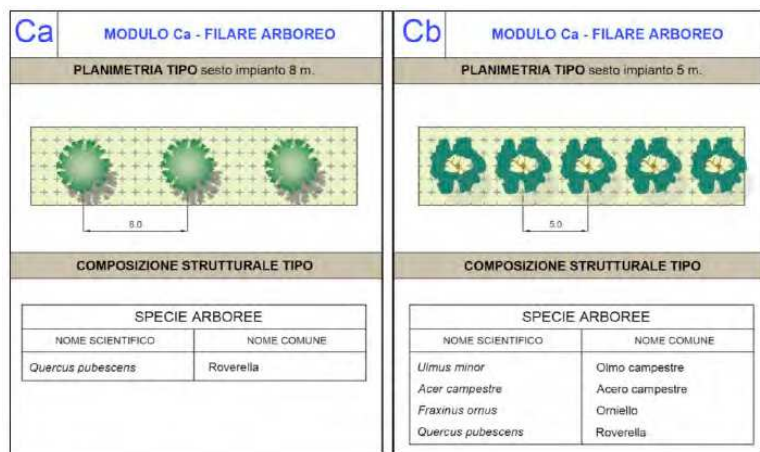 Ca
MODULO Ca - FILARE ARBOREO
PLANIMETRIA TIPO sesto impianto 8 m.
8.0
COMPOSIZIONE STRUTTURALE TIPO
SPECIE ARBOREE
NOME SCIENTIFICO NOME COMUNE
Quercus pubescens Roverella
Cb
MODULO Ca - FILARE ARBOREO
PLANIMETRIA TIPO sesto impianto 5 m.
5.0
COMPOSIZIONE STRUTTURALE TIPO
SPECIE ARBOREE
NOME SCIENTIFICO NOME COMUNE
Ulmus minor Olmo campestre
Acer campestre Acero campestre
Fraxinus ornus Orniello
Quercus pubescens Roverella